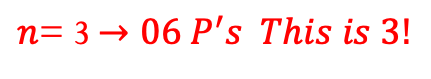 n= 3 → 06 P's This is 3!